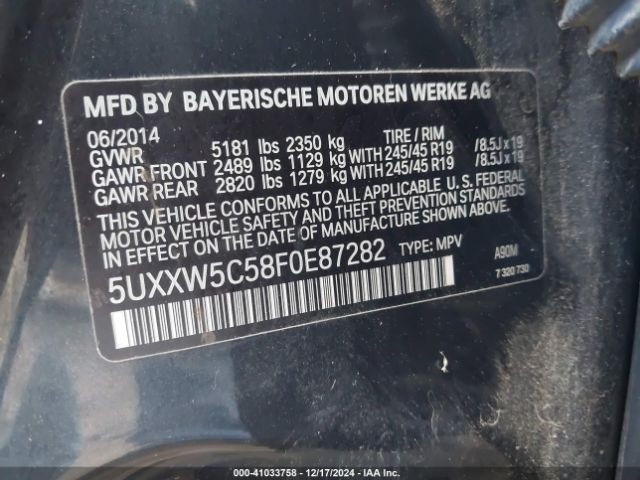 MFD BY BAYERISCHE MOTOREN WERKE AG
06/2014 TIRE / RIM
GVWR 5181 lbs 2350 kg
GAWR FRONT 2489 lbs 1129 kg WITH 245/45 R19 /8.5J x 19
GAWR REAR 2820 lbs 1279 kg WITH 245/45 R19 /8.5J x 19
THIS VEHICLE CONFORMS TO ALL APPLICABLE U. S. FEDERAL
MOTOR VEHICLE SAFETY AND THEFT PREVENTION STANDARDS
IN EFFECT ON THE DATE OF MANUFACTURE SHOWN ABOVE.
5UXXW5C58F0E87282 TYPE: MPV A90M
7 320 730
000-41033758 - 12/17/2024 - IAA Inc.